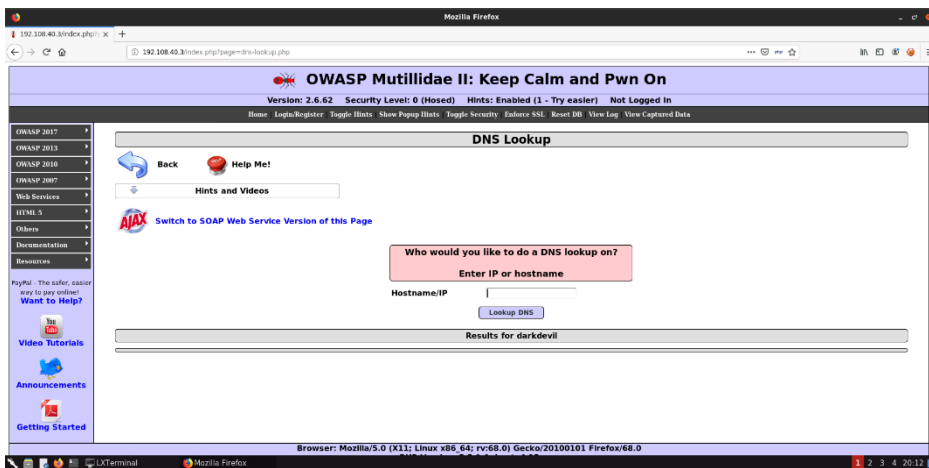 Mozilla Firefox
192.108.40.3/index.php?p
192.108.40.3/index.php?page=dns-lookup.php
OWASP Mutillidae II: Keep Calm and Pwn On
Version: 2.6.62 Security Level: 0 (Hosed) Hints: Enabled (1 - Try easier) Not Logged In
Home Login/Register Toggle Hints Show Popup Hints Toggle Security Enforce SSL Reset DB View Log View Captured Data
OWASP 2017
OWASP 2013
OWASP 2010
OWASP 2007
Web Services
HTML 5
Others
Documentation
Resources
PayPal - The safer, easier
way to pay online!
Want to Help?
You
Tube
Video Tutorials
Announcements
Getting Started
DNS Lookup
Back
Help Me!
Hints and Videos
AJAX
Switch to SOAP Web Service Version of this Page
Who would you like to do a DNS lookup on?
Enter IP or hostname
Hostname/IP
Lookup DNS
Results for darkdevil
Browser: Mozilla/5.0 (X11; Linux x86_64; rv:68.0) Gecko/20100101 Firefox/68.0
LXTerminal
Mozilla Firefox
1 2 3 4 20:12